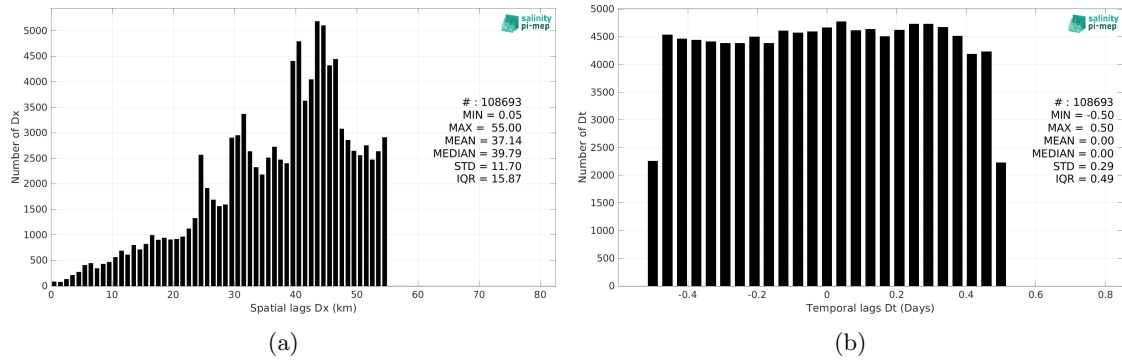 5000
4500
4000
3500
3000
2500
2000
1500
1000
500
0
Number of Dx
0 10 20 30 40 50 60 70 80
Spatial lags Dx (km)
salinity
pi-mep
# : 108693
MIN = 0.05
MAX = 55.00
MEAN = 37.14
MEDIAN = 39.79
STD = 11.70
IQR = 15.87
(a)
5000
4500
4000
3500
3000
2500
2000
1500
1000
500
0
Number of Dt
-0.4 -0.2 0 0.2 0.4 0.6 0.8
Temporal lags Dt (Days)
salinity
pi-mep
# : 108693
MIN = -0.50
MAX = 0.50
MEAN = 0.00
MEDIAN = 0.00
STD = 0.29
IQR = 0.49
(b)